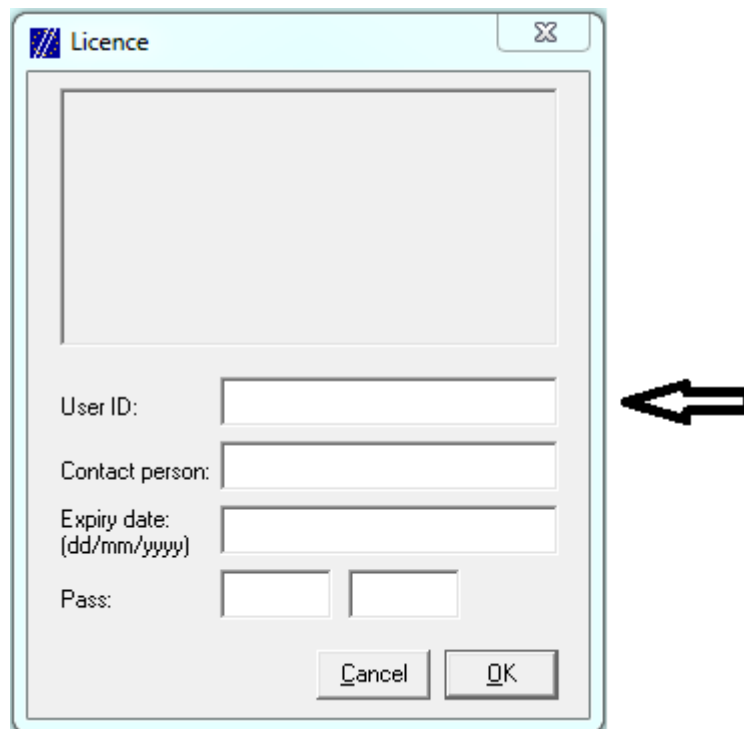 Licence
User ID:
Contact person:
Expiry date:
(dd/mm/yyyy)
Pass:
Cancel OK